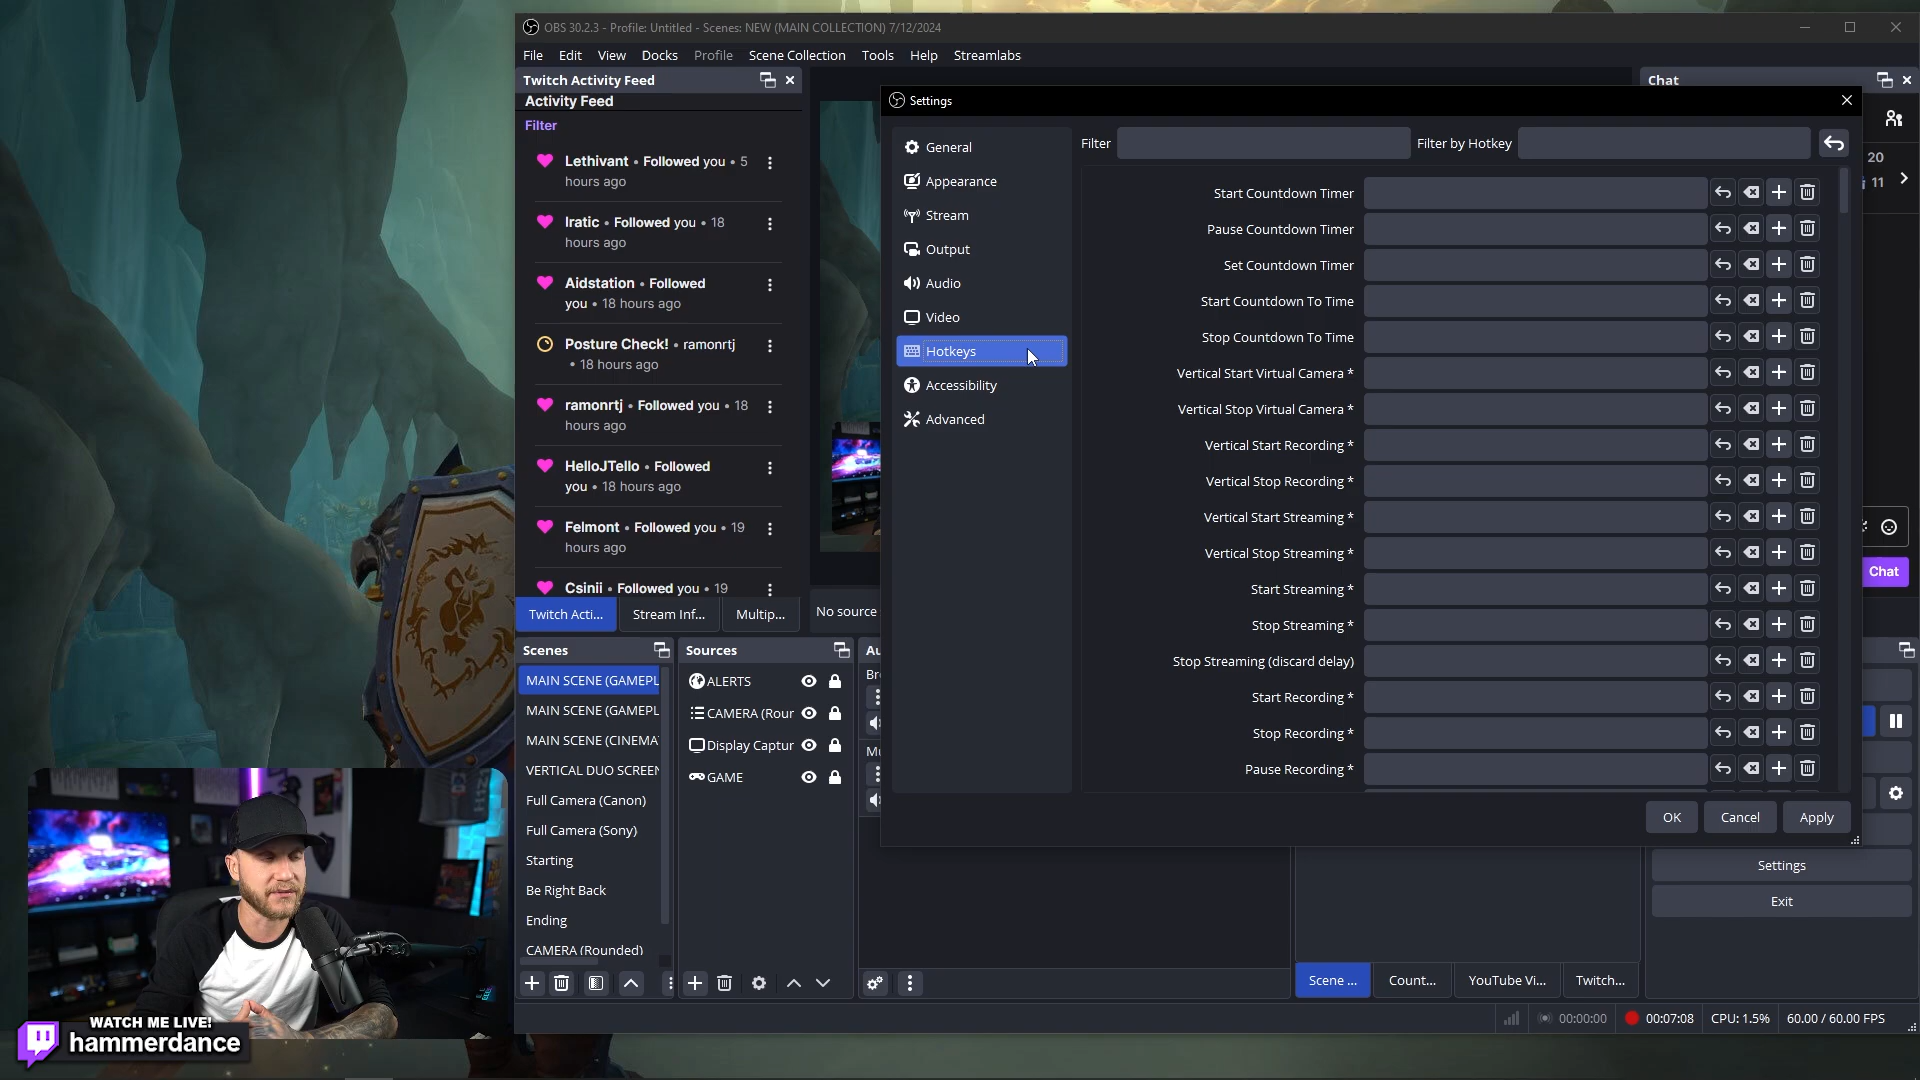 OBS 30.2.3 - Profile: Untitled - Scenes: NEW (MAIN COLLECTION) 7/12/2024
File Edit View Docks Profile Scene Collection Tools Help Streamlabs
Twitch Activity Feed
Activity Feed
Filter
Lethivant • Followed you • 5
hours ago
Iratic • Followed you • 18
hours ago
Aidstation • Followed
you • 18 hours ago
Posture Check! • ramonrtj
• 18 hours ago
ramonrtj • Followed you • 18
hours ago
HelloJTello • Followed
you • 18 hours ago
Felmont • Followed you • 19
hours ago
Csinii • Followed you • 19
Twitch Acti... Stream Inf... Multip...
No source
Chat
20
11
Chat
Settings
General
Appearance
Stream
Output
Audio
Video
Hotkeys
Accessibility
Advanced
Filter
Filter by Hotkey
Start Countdown Timer
Pause Countdown Timer
Set Countdown Timer
Start Countdown To Time
Stop Countdown To Time
Vertical Start Virtual Camera *
Vertical Stop Virtual Camera *
Vertical Start Recording *
Vertical Stop Recording *
Vertical Start Streaming *
Vertical Stop Streaming *
Start Streaming *
Stop Streaming *
Stop Streaming (discard delay)
Start Recording *
Stop Recording *
Pause Recording *
OK Cancel Apply
Scenes
MAIN SCENE (GAMEPL
MAIN SCENE (GAMEPL
MAIN SCENE (CINEMA
VERTICAL DUO SCREEN
Full Camera (Canon)
Full Camera (Sony)
Starting
Be Right Back
Ending
CAMERA (Rounded)
Sources
ALERTS
CAMERA (Rour
Display Captur
GAME
Au
Br
Mu
Settings
Exit
Scene ... Count... YouTube Vi... Twitch...
00:00:00 00:07:08 CPU: 1.5% 60.00 / 60.00 FPS
WATCH ME LIVE!
hammerdance